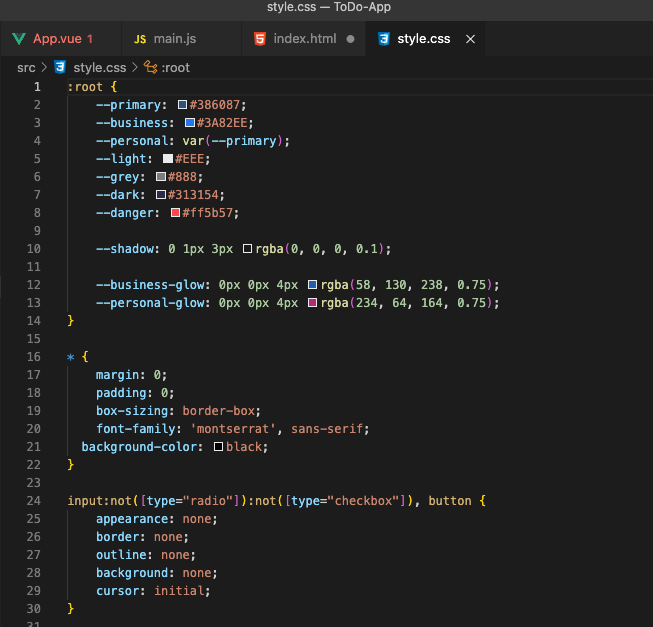 style.css — ToDo-App
App.vue 1 JS main.js index.html style.css
src > style.css > :root
1 :root {
2 --primary: #386087;
3 --business: #3A82EE;
4 --personal: var(--primary);
5 --light: #EEE;
6 --grey: #888;
7 --dark: #313154;
8 --danger: #ff5b57;
9
10 --shadow: 0 1px 3px rgba(0, 0, 0, 0.1);
11
12 --business-glow: 0px 0px 4px rgba(58, 130, 238, 0.75);
13 --personal-glow: 0px 0px 4px rgba(234, 64, 164, 0.75);
14 }
15
16 * {
17 margin: 0;
18 padding: 0;
19 box-sizing: border-box;
20 font-family: 'montserrat', sans-serif;
21 background-color: black;
22 }
23
24 input:not([type="radio"]):not([type="checkbox"]), button {
25 appearance: none;
26 border: none;
27 outline: none;
28 background: none;
29 cursor: initial;
30 }
31